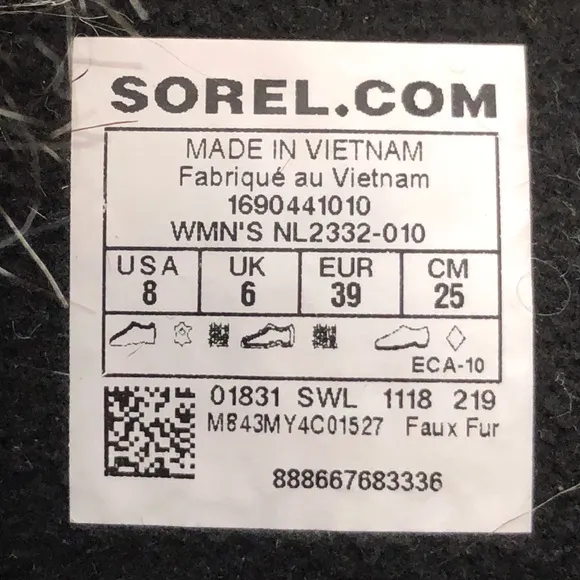 SOREL.COM
MADE IN VIETNAM
Fabriqué au Vietnam
1690441010
WMN'S NL2332-010
USA UK EUR CM
8 6 39 25
ECA-10
01831 SWL 1118 219
M843MY4C01527 Faux Fur
888667683336